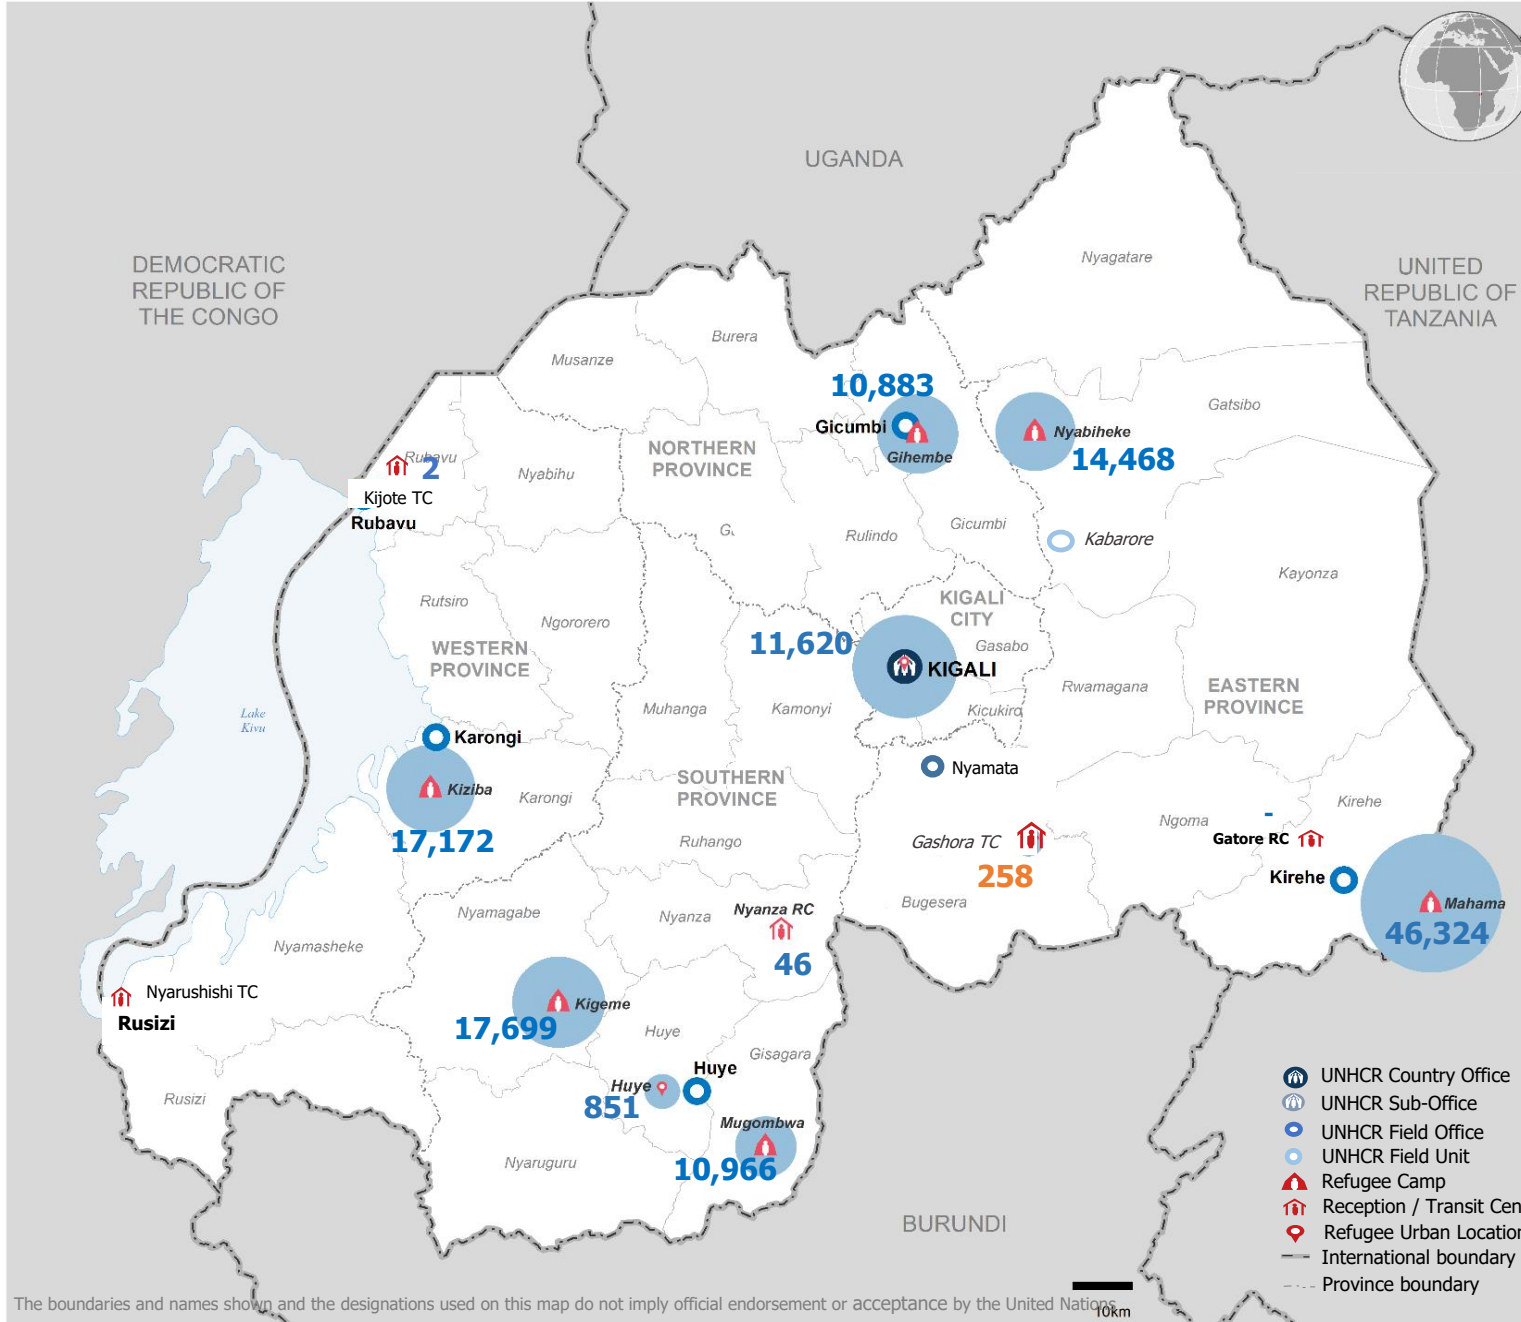 UGANDA
DEMOCRATIC
REPUBLIC OF
THE CONGO
UNITED
REPUBLIC OF
TANZANIA
Nyagatare
Burera
Musanze
10,883
Gicumbi
Gihembe
Nyabiheke
14,468
Gatsibo
NORTHERN
PROVINCE
Rubavu
2
Kijote TC
Rubavu
Nyabihu
Rulindo
Gicumbi
Kabarore
Kayonza
Rutsiro
Ngororero
WESTERN
PROVINCE
KIGALI
CITY
Gasabo
11,620
KIGALI
Kicukiro
Rwamagana
EASTERN
PROVINCE
Lake
Kivu
Muhanga
Kamonyi
Karongi
Kiziba
Karongi
17,172
SOUTHERN
PROVINCE
Ruhango
Nyamata
Gashora TC
258
Bugesera
Ngoma
-
Gatore RC
Kirehe
Kirehe
Mahama
46,324
Nyamagabe
Nyanza
Nyanza RC
46
Nyamasheke
Nyarushishi TC
Rusizi
Rusizi
Kigeme
17,699
Huye
Gisagara
Huye
Huye
851
Mugombwa
10,966
Nyaruguru
BURUNDI
UNHCR Country Office
UNHCR Sub-Office
UNHCR Field Office
UNHCR Field Unit
Refugee Camp
Reception / Transit Cen
Refugee Urban Location
International boundary
Province boundary
10km
The boundaries and names shown and the designations used on this map do not imply official endorsement or acceptance by the United Nations.